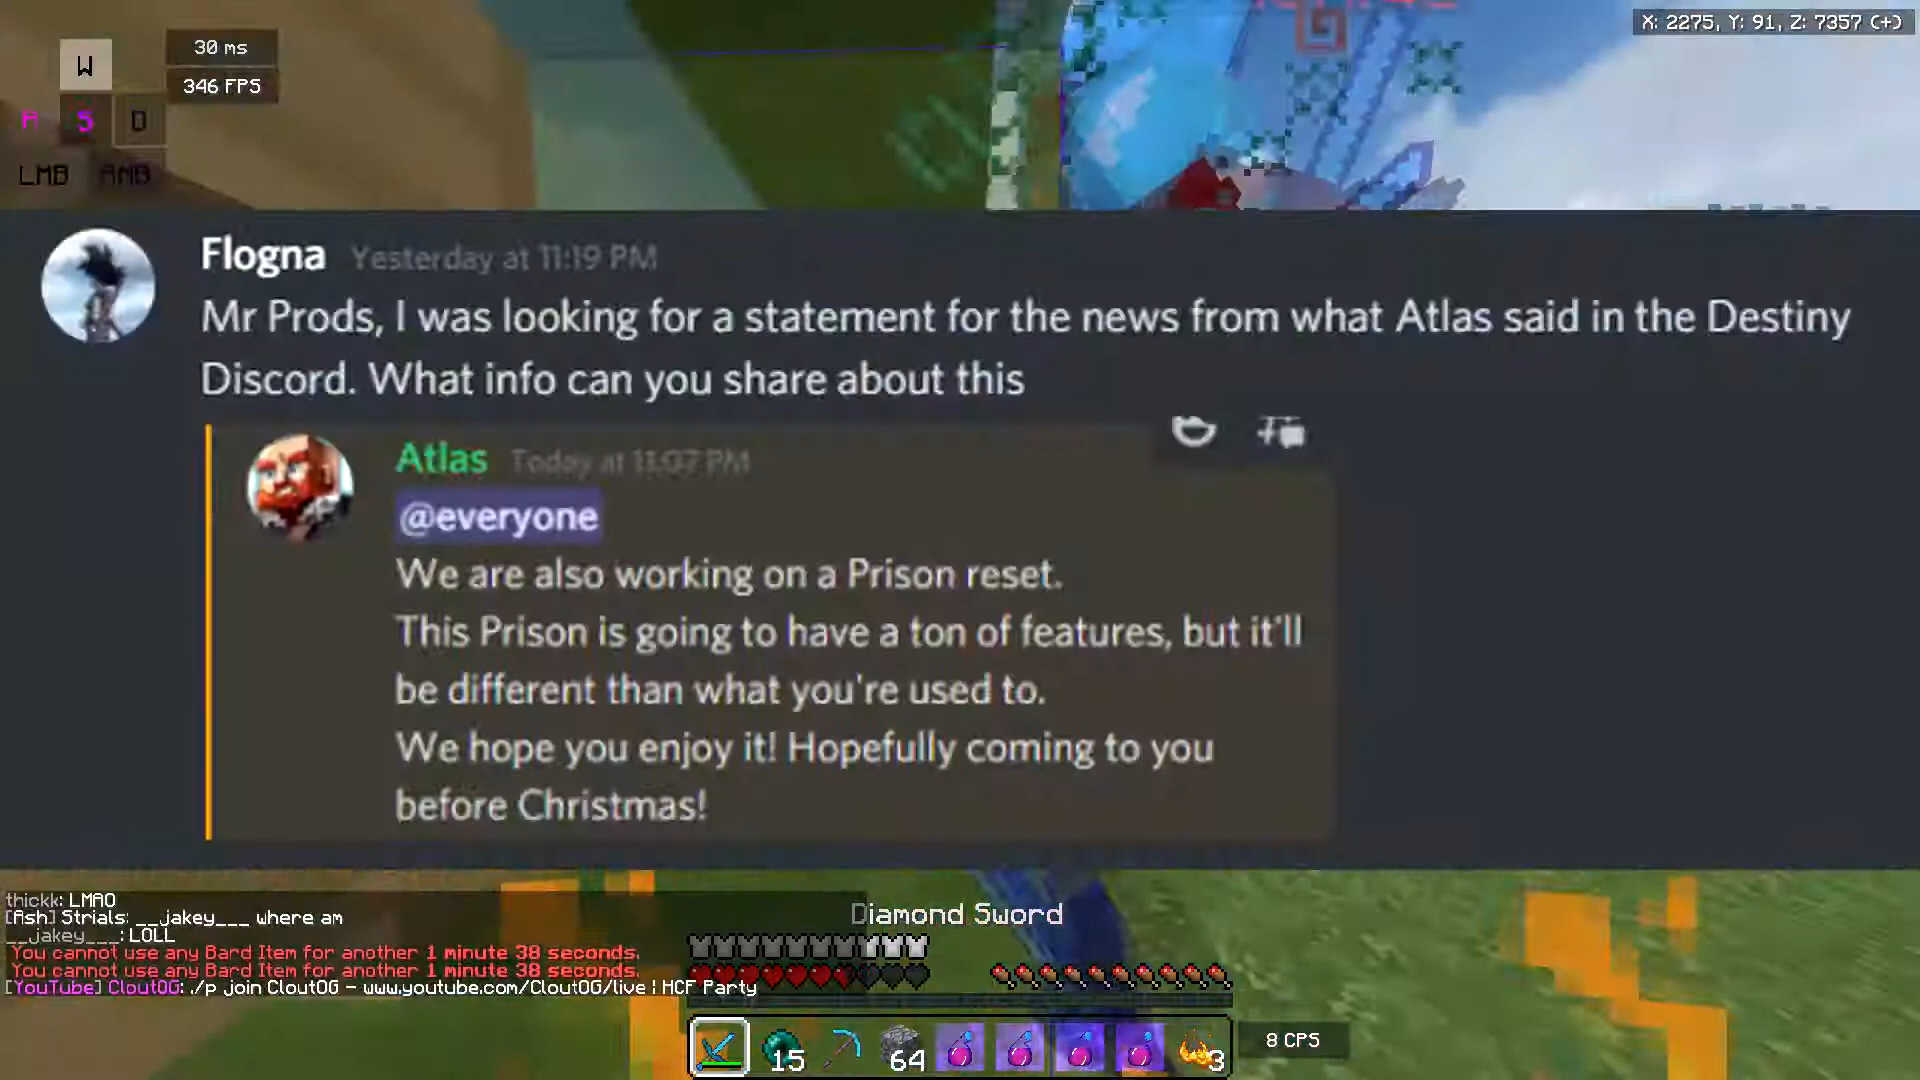 X: 2275, Y: 91, Z: 7357 (+)
W
30 ms
346 FPS
A S D
LMB RMB
Flogna Yesterday at 11:19 PM
Mr Prods, I was looking for a statement for the news from what Atlas said in the Destiny
Discord. What info can you share about this
Atlas Today at 11:07 PM
@everyone
We are also working on a Prison reset.
This Prison is going to have a ton of features, but it'll
be different than what you're used to.
We hope you enjoy it! Hopefully coming to you
before Christmas!
thickk: LMAO
[Ash] Strials: __jakey___ where am
__jakey___: LOLL
You cannot use any Bard Item for another 1 minute 38 seconds.
You cannot use any Bard Item for another 1 minute 38 seconds.
[YouTube] CloutOG: ./p join CloutOG - www.youtube.com/CloutOG/live | HCF Party
Diamond Sword
15
64
3
8 CPS